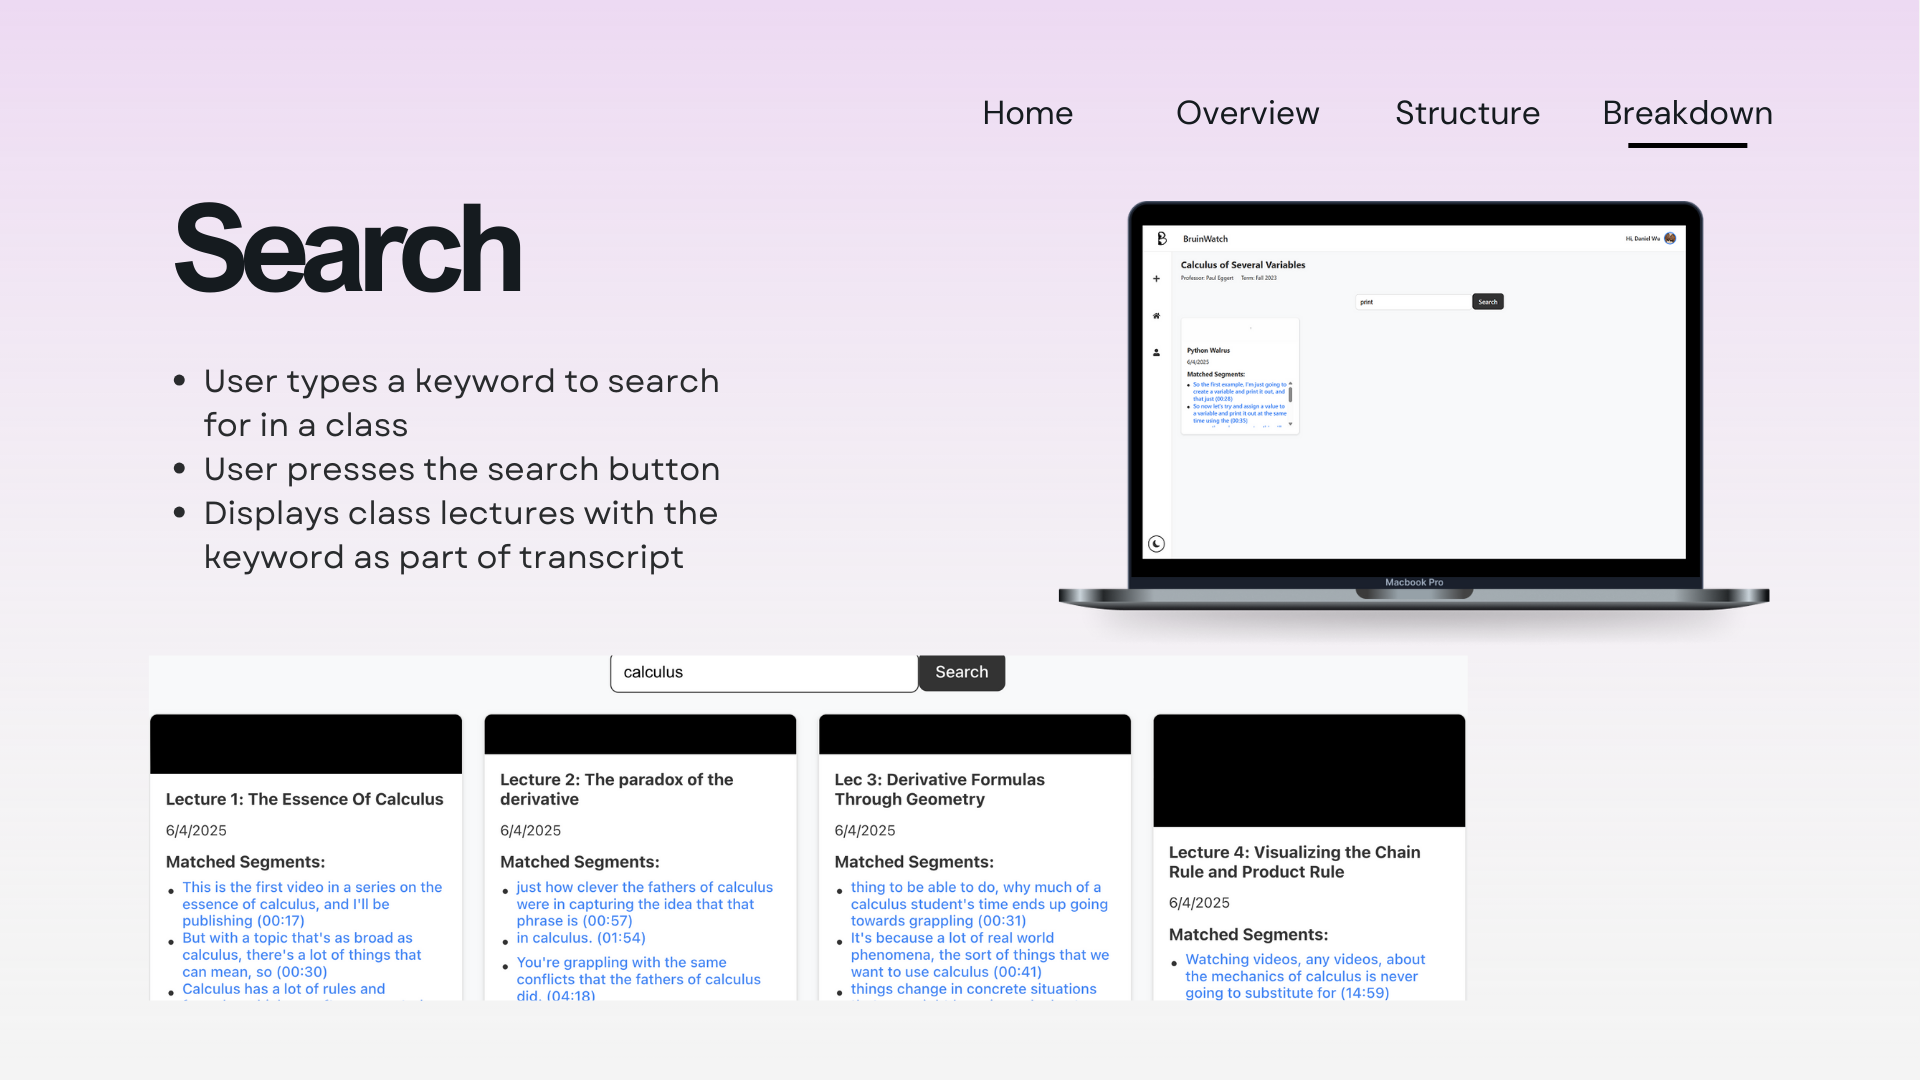 Home Overview Structure Breakdown
Search
• User types a keyword to search
for in a class
• User presses the search button
• Displays class lectures with the
keyword as part of transcript
BruinWatch
Hi, Daniel Wu
Calculus of Several Variables
Professor: Paul Eggert Term: Fall 2023
print Search
Python Walrus
6/4/2025
Matched Segments:
• So the first example, I'm just going to
create a variable and print it out, and
that just (00:28)
• So now let's try and assign a value to
a variable and print it out at the same
time using the (00:35)
Macbook Pro
calculus Search
Lecture 1: The Essence Of Calculus
6/4/2025
Matched Segments:
• This is the first video in a series on the
essence of calculus, and I'll be
publishing (00:17)
• But with a topic that's as broad as
calculus, there's a lot of things that
can mean, so (00:30)
• Calculus has a lot of rules and
Lecture 2: The paradox of the
derivative
6/4/2025
Matched Segments:
• just how clever the fathers of calculus
were in capturing the idea that that
phrase is (00:57)
• in calculus. (01:54)
• You're grappling with the same
conflicts that the fathers of calculus
did. (04:18)
Lec 3: Derivative Formulas
Through Geometry
6/4/2025
Matched Segments:
• thing to be able to do, why much of a
calculus student's time ends up going
towards grappling (00:31)
• It's because a lot of real world
phenomena, the sort of things that we
want to use calculus (00:41)
• things change in concrete situations
Lecture 4: Visualizing the Chain
Rule and Product Rule
6/4/2025
Matched Segments:
• Watching videos, any videos, about
the mechanics of calculus is never
going to substitute for (14:59)